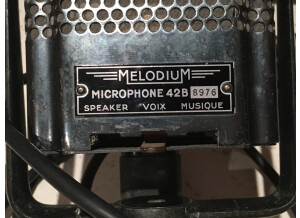 MELODIUM
MICROPHONE 42B 8976
SPEAKER VOIX MUSIQUE